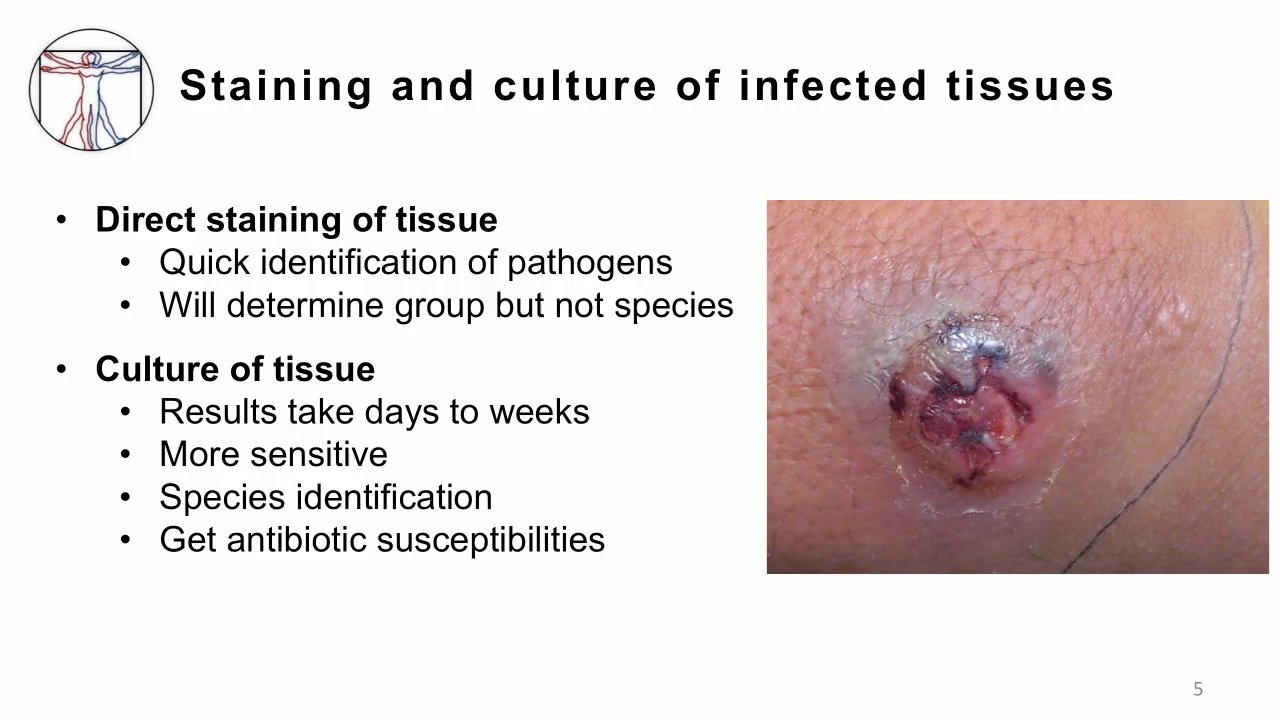 Staining and culture of infected tissues
• Direct staining of tissue
• Quick identification of pathogens
• Will determine group but not species
• Culture of tissue
• Results take days to weeks
• More sensitive
• Species identification
• Get antibiotic susceptibilities
5